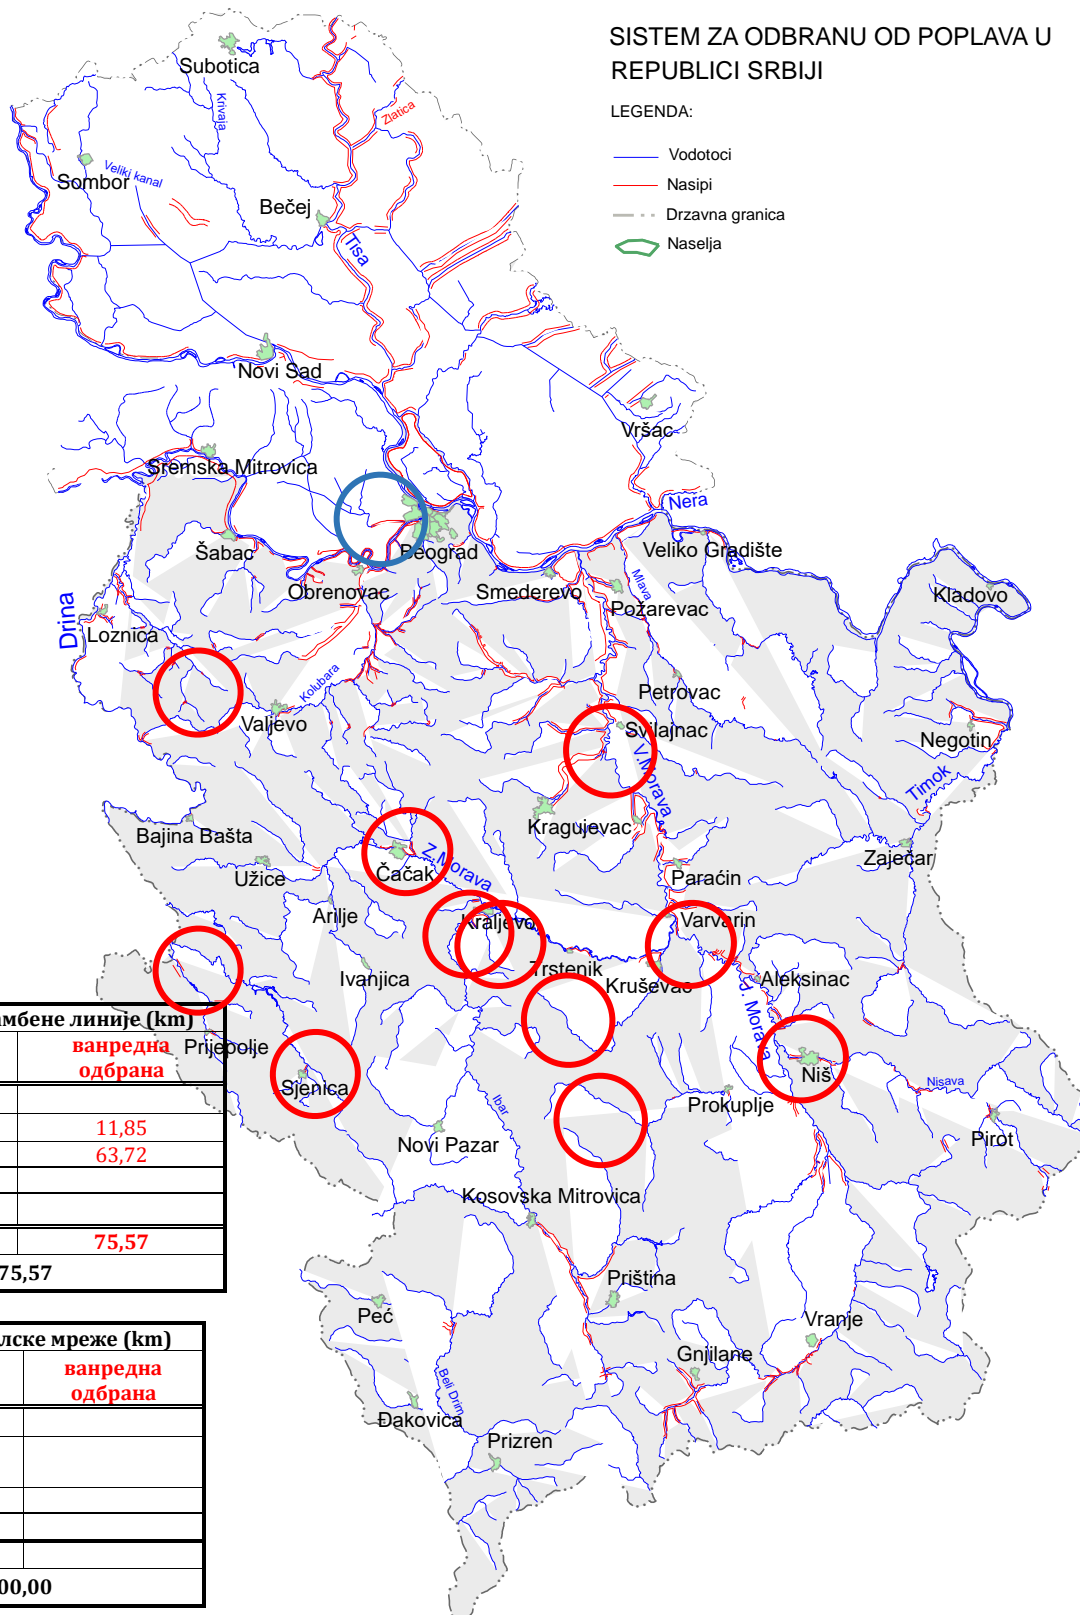 SISTEM ZA ODBRANU OD POPLAVA U
REPUBLICI SRBIJI
LEGENDA:
Vodotoci
Nasipi
Drzavna granica
Naselja
Subotica
Krivaja
Zlatica
Sombor
Veliki kanal
Bečej
Tisa
Novi Sad
Vršac
Sremska Mitrovica
Nera
Šabac
Beograd
Veliko Gradište
Obrenovac
Smederevo
Mlava
Požarevac
Kladovo
Drina
Loznica
Kolubara
Petrovac
Valjevo
Svilajnac
Negotin
V.Morava
Timok
Bajina Bašta
Kragujevac
Zaječar
Užice
Čačak
Z.Morava
Paraćin
Arilje
Kraljevo
Varvarin
Ivanjica
Trstenik
Kruševac
Aleksinac
J. Morava
Prijepolje
Sjenica
Niš
Nisava
Ibar
Prokuplje
Novi Pazar
Pirot
Kosovska Mitrovica
Priština
Peć
Vranje
Gnjilane
Beli Drim
Đakovica
Prizren
амбене линије (km)
ванредна
одбрана
11,85
63,72
75,57
75,57
лске мреже (km)
ванредна
одбрана
00,00